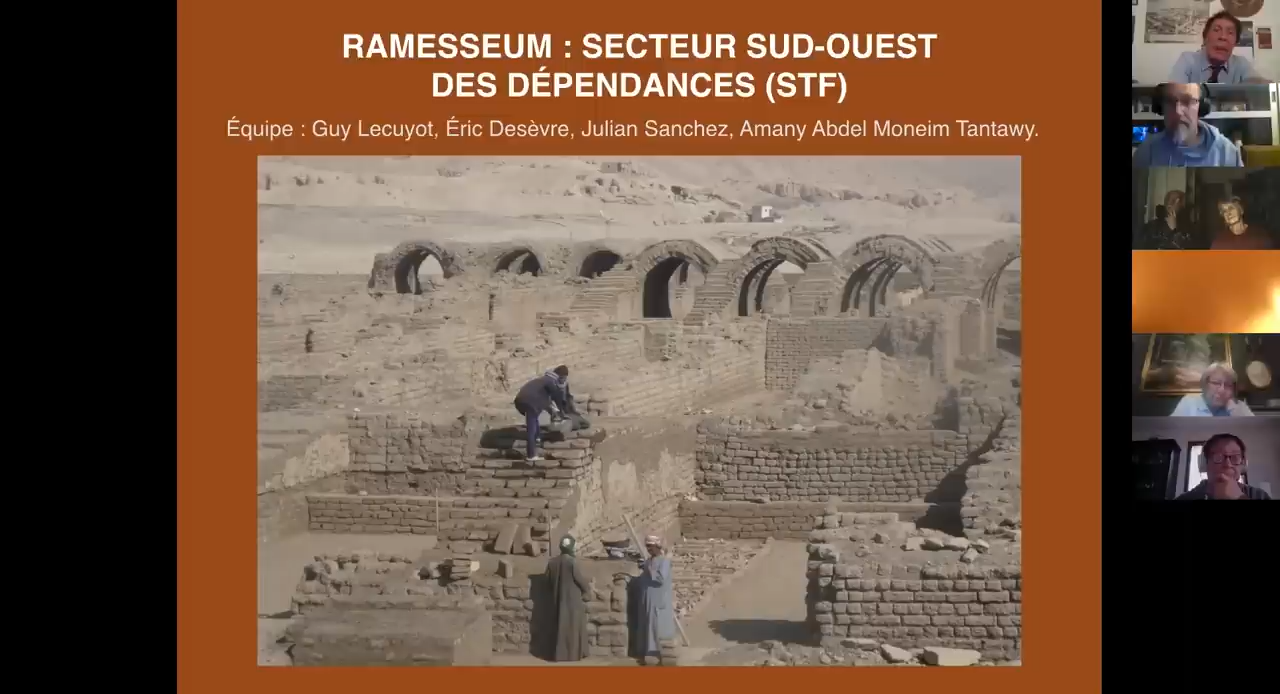 RAMESSEUM : SECTEUR SUD-OUEST
DES DÉPENDANCES (STF)
Équipe : Guy Lecuyot, Éric Desèvre, Julian Sanchez, Amany Abdel Moneim Tantawy.